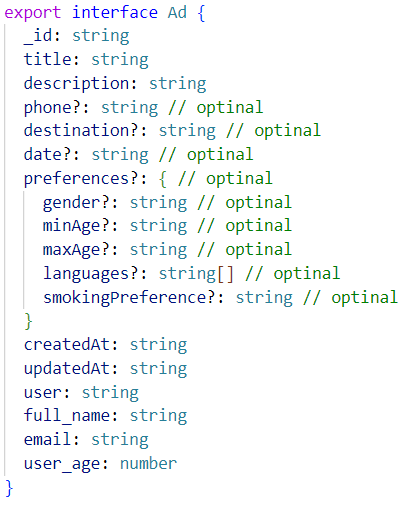 export interface Ad {
  _id: string
  title: string
  description: string
  phone?: string // optinal
  destination?: string // optinal
  date?: string // optinal
  preferences?: { // optinal
    gender?: string // optinal
    minAge?: string // optinal
    maxAge?: string // optinal
    languages?: string[] // optinal
    smokingPreference?: string // optinal
  }
  createdAt: string
  updatedAt: string
  user: string
  full_name: string
  email: string
  user_age: number
}